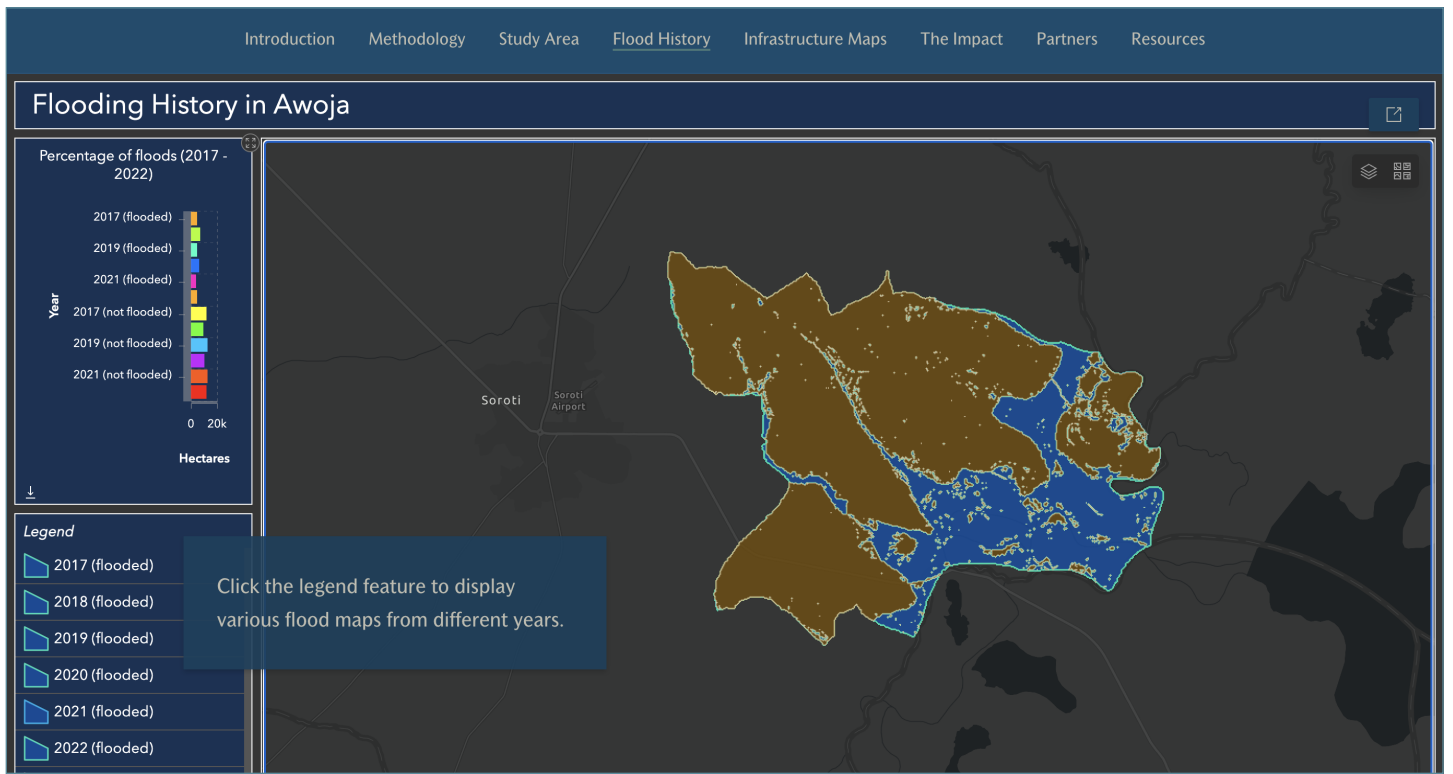 Introduction Methodology Study Area Flood History Infrastructure Maps The Impact Partners Resources
Flooding History in Awoja
Percentage of floods (2017 -
2022)
2017 (flooded)
2019 (flooded)
2021 (flooded)
2017 (not flooded)
2019 (not flooded)
2021 (not flooded)
Year
0 20k
Hectares
Soroti
Soroti
Airport
Legend
2017 (flooded)
2018 (flooded)
2019 (flooded)
2020 (flooded)
2021 (flooded)
2022 (flooded)
Click the legend feature to display
various flood maps from different years.